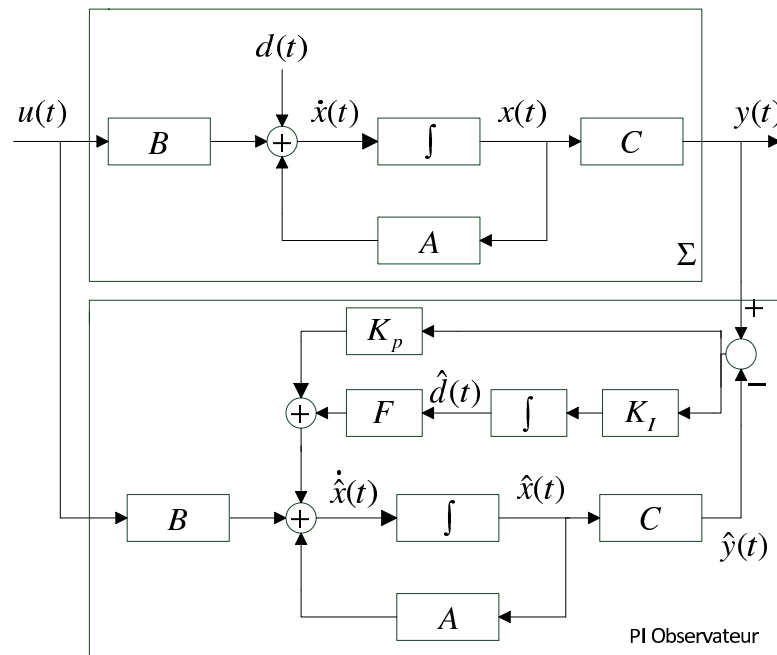 d(t)
u(t)
B
+
ẋ(t)
∫
x(t)
C
y(t)
A
Σ
+
K_p
−
d̂(t)
+
F
∫
K_I
B
+
ẋ̂(t)
∫
x̂(t)
C
ŷ(t)
A
PI Observateur